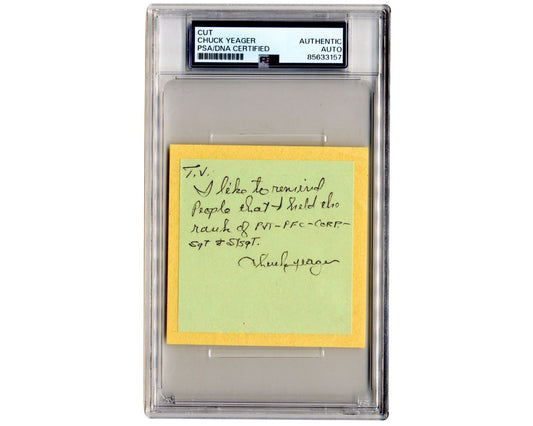 CUT
CHUCK YEAGER
PSA/DNA CERTIFIED
AUTHENTIC
AUTO
85633157
T.V.
I like to remind
People that I held the
rank of PVT-PFC-CORP-
Sgt & S/Sgt.
Chuck Yeager